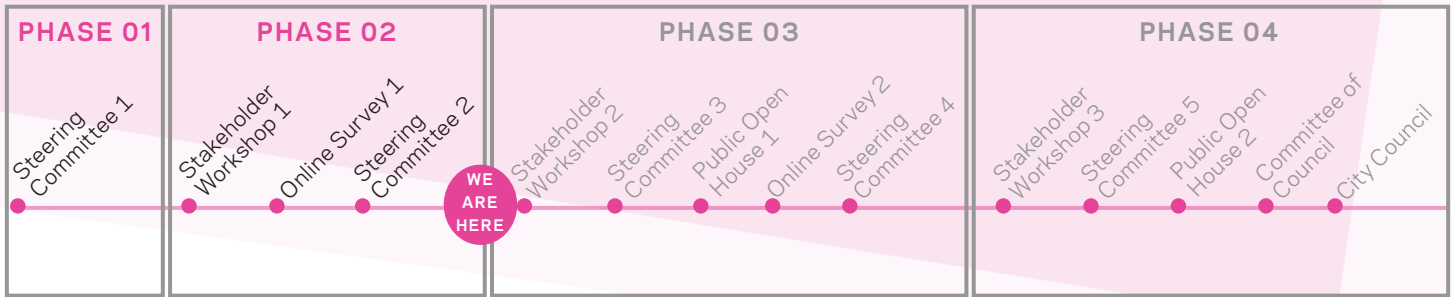 PHASE 01
Steering
Committee 1
PHASE 02
Stakeholder
Workshop 1
Online Survey 1
Steering
Committee 2
WE
ARE
HERE
PHASE 03
Stakeholder
Workshop 2
Steering
Committee 3
Public Open
House 1
Online Survey 2
Steering
Committee 4
PHASE 04
Stakeholder
Workshop 3
Steering
Committee 5
Public Open
House 2
Committee of
Council
City Council